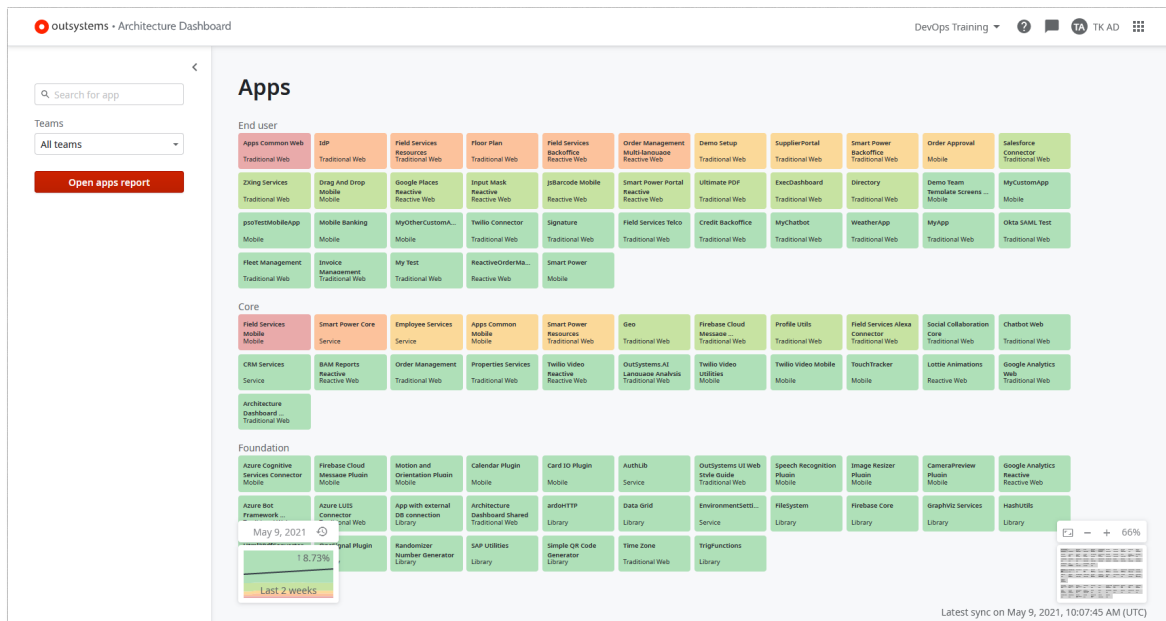 outsystems • Architecture Dashboard
DevOps Training
TA TK AD
Search for app
Teams
All teams
Open apps report
Apps
End user
Apps Common Web
Traditional Web
IdP
Traditional Web
Field Services
Resources
Traditional Web
Floor Plan
Traditional Web
Field Services
Backoffice
Reactive Web
Order Management
Multi-language
Reactive Web
Demo Setup
Traditional Web
SupplierPortal
Traditional Web
Smart Power
Backoffice
Traditional Web
Order Approval
Mobile
Salesforce
Connector
Traditional Web
ZXing Services
Traditional Web
Drag And Drop
Mobile
Mobile
Google Places
Reactive
Reactive Web
Input Mask
Reactive
Reactive Web
JsBarcode Mobile
Reactive Web
Smart Power Portal
Reactive
Reactive Web
Ultimate PDF
Traditional Web
ExecDashboard
Traditional Web
Directory
Traditional Web
Demo Team
Template Screens ...
Mobile
MyCustomApp
Mobile
psoTestMobileApp
Mobile
Mobile Banking
Mobile
MyOtherCustomA...
Mobile
Twilio Connector
Traditional Web
Signature
Traditional Web
Field Services Telco
Traditional Web
Credit Backoffice
Traditional Web
MyChatbot
Traditional Web
WeatherApp
Traditional Web
MyApp
Traditional Web
Okta SAML Test
Traditional Web
Fleet Management
Traditional Web
Invoice
Management
Traditional Web
My Test
Traditional Web
ReactiveOrderMa...
Reactive Web
Smart Power
Mobile
Core
Field Services
Mobile
Mobile
Smart Power Core
Service
Employee Services
Service
Apps Common
Mobile
Mobile
Smart Power
Resources
Traditional Web
Geo
Traditional Web
Firebase Cloud
Message ...
Traditional Web
Profile Utils
Traditional Web
Field Services Alexa
Connector
Traditional Web
Social Collaboration
Core
Traditional Web
Chatbot Web
Traditional Web
CRM Services
Service
BAM Reports
Reactive
Reactive Web
Order Management
Traditional Web
Properties Services
Traditional Web
Twilio Video
Reactive
Reactive Web
OutSystems.AI
Language Analysis
Traditional Web
Twilio Video
Utilities
Mobile
Twilio Video Mobile
Mobile
TouchTracker
Mobile
Lottie Animations
Reactive Web
Google Analytics
Web
Traditional Web
Architecture
Dashboard ...
Traditional Web
Foundation
Azure Cognitive
Services Connector
Mobile
Firebase Cloud
Message Plugin
Mobile
Motion and
Orientation Plugin
Mobile
Calendar Plugin
Mobile
Card IO Plugin
Mobile
AuthLib
Service
OutSystems UI Web
Style Guide
Traditional Web
Speech Recognition
Plugin
Mobile
Image Resizer
Plugin
Mobile
CameraPreview
Plugin
Mobile
Google Analytics
Reactive
Reactive Web
Azure Bot
Framework ...
Azure LUIS
Connector
nal Web
App with external
DB connection
Library
Architecture
Dashboard Shared
Traditional Web
ardoHTTP
Library
Data Grid
Library
EnvironmentSetti...
Service
FileSystem
Library
Firebase Core
Library
GraphViz Services
Library
HashUtils
Library
gnal Plugin
Randomizer
Number Generator
Library
SAP Utilities
Library
Simple QR Code
Generator
Library
Time Zone
Traditional Web
TrigFunctions
Library
May 9, 2021
↑8.73%
Last 2 weeks
66%
Latest sync on May 9, 2021, 10:07:45 AM (UTC)